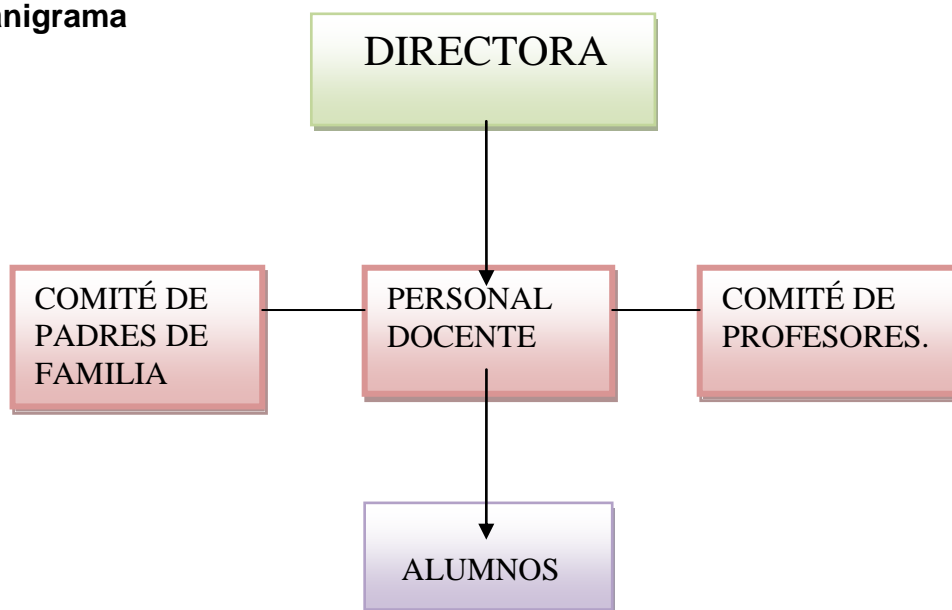 anigrama
DIRECTORA
COMITÉ DE
PADRES DE
FAMILIA
PERSONAL
DOCENTE
COMITÉ DE
PROFESORES.
ALUMNOS